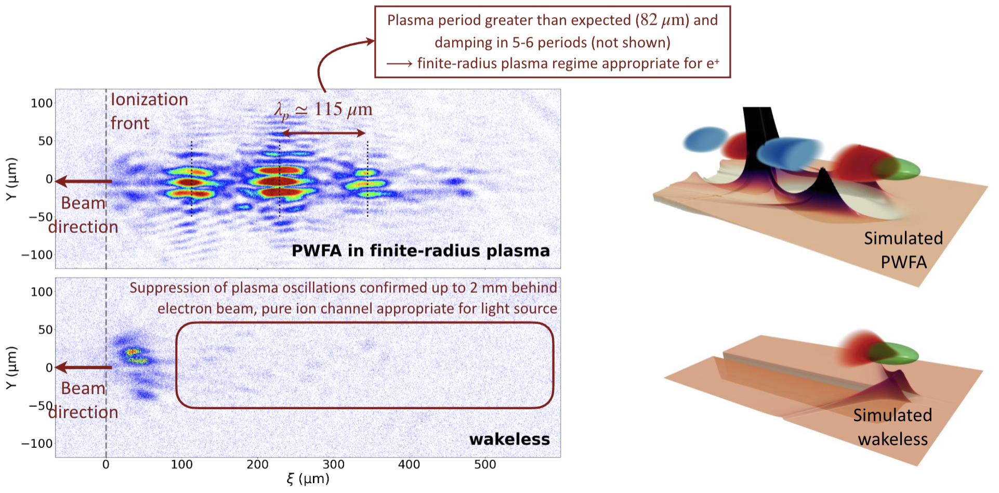 Plasma period greater than expected (82 μm) and
damping in 5-6 periods (not shown)
⟶ finite-radius plasma regime appropriate for e⁺
Ionization
front
λp ≃ 115 μm
Y (μm)
100
50
0
−50
−100
Beam
direction
PWFA in finite-radius plasma
Simulated
PWFA
Suppression of plasma oscillations confirmed up to 2 mm behind
electron beam, pure ion channel appropriate for light source
Y (μm)
100
50
0
−50
−100
Beam
direction
wakeless
0 100 200 300 400 500
ξ (μm)
Simulated
wakeless